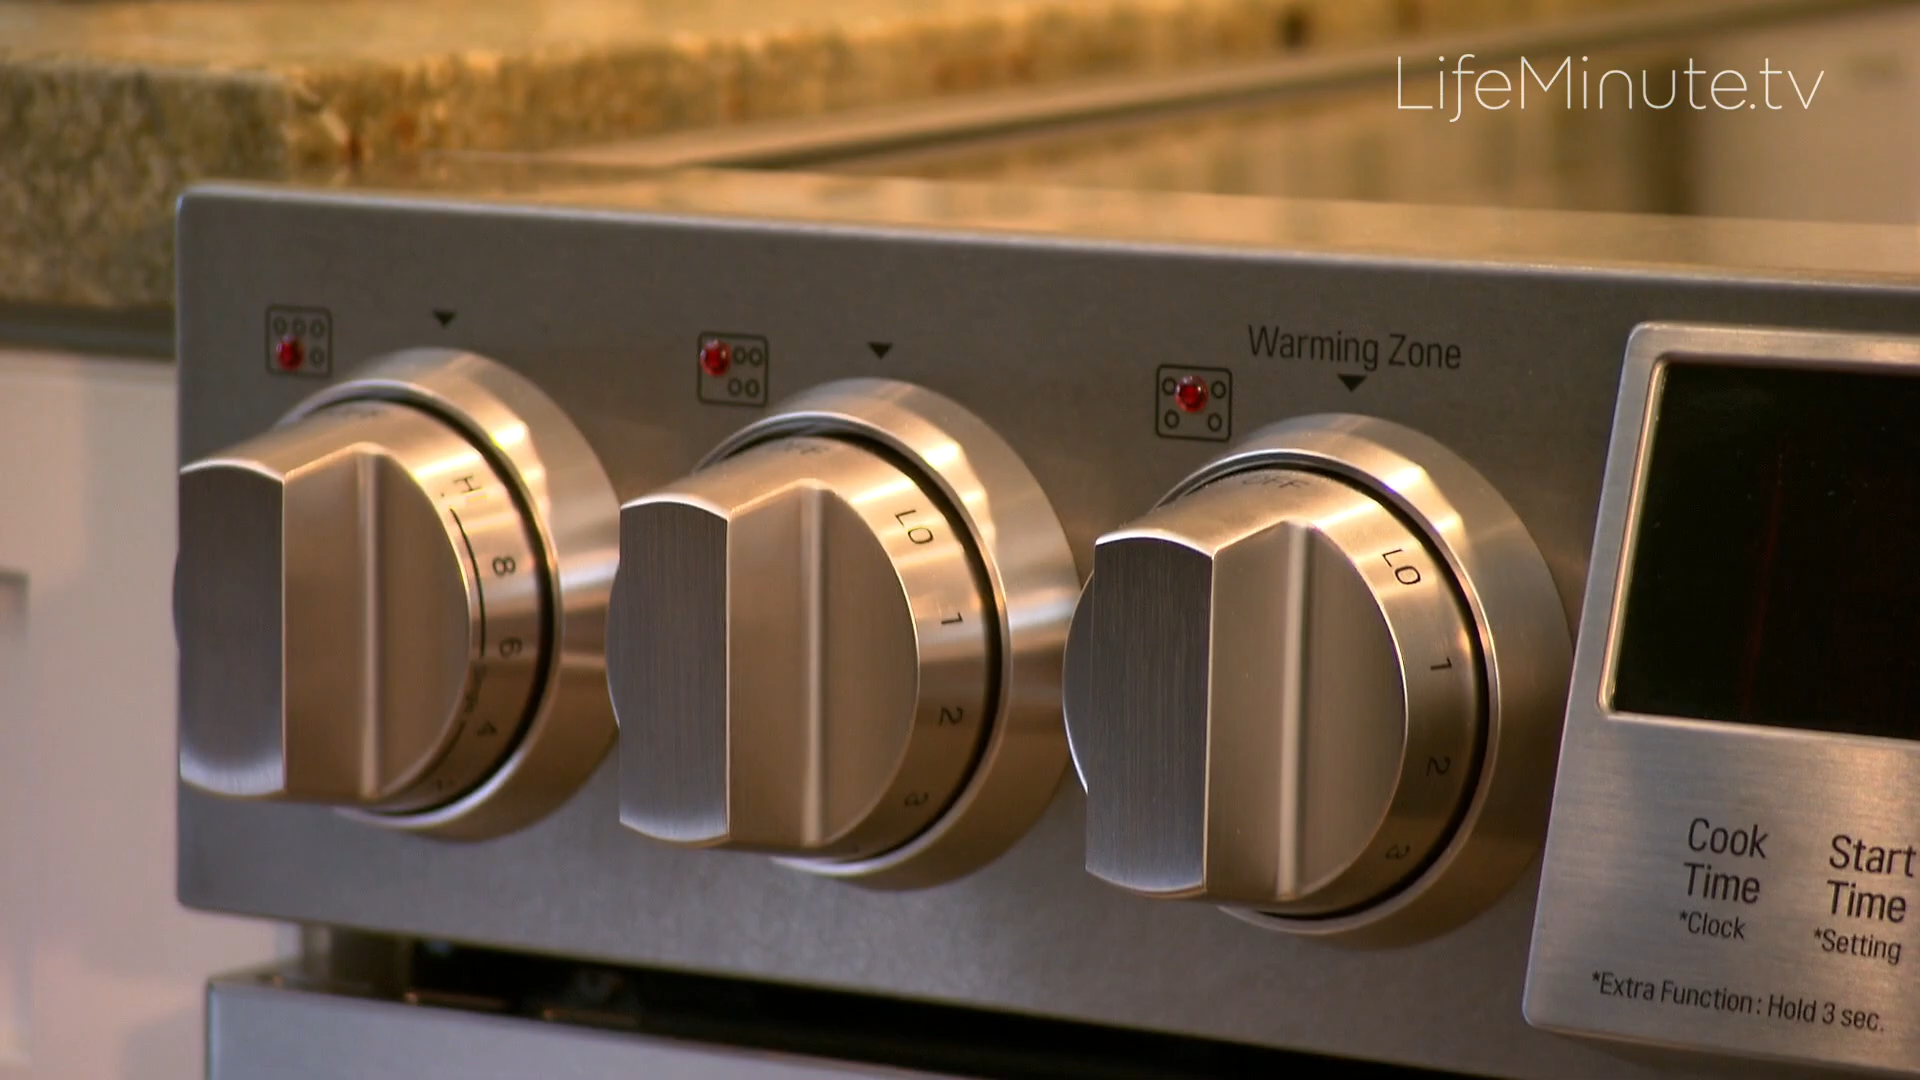 LifeMinute.tv
Warming Zone
H
8
6
4
LO
1
2
3
OFF
LO
1
2
3
Cook
Time
*Clock
Start
Time
*Setting
*Extra Function: Hold 3 sec.